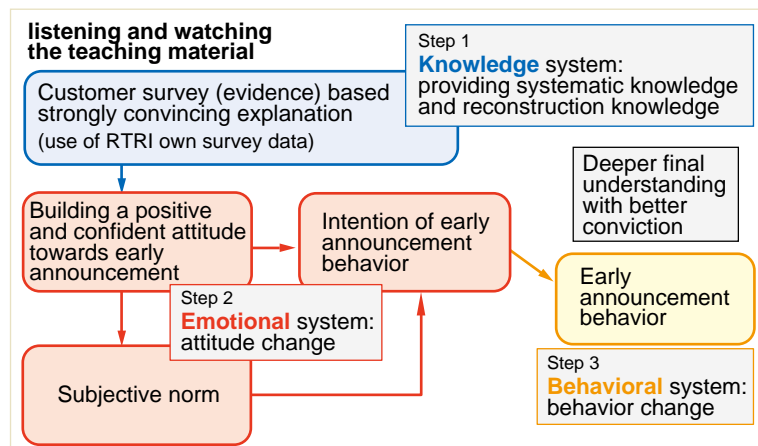 listening and watching
the teaching material
Step 1
Knowledge system:
providing systematic knowledge
and reconstruction knowledge
Customer survey (evidence) based
strongly convincing explanation
(use of RTRI own survey data)
Deeper final
understanding
with better
conviction
Building a positive
and confident attitude
towards early
announcement
Intention of early
announcement
behavior
Step 2
Emotional system:
attitude change
Early
announcement
behavior
Subjective norm
Step 3
Behavioral system:
behavior change